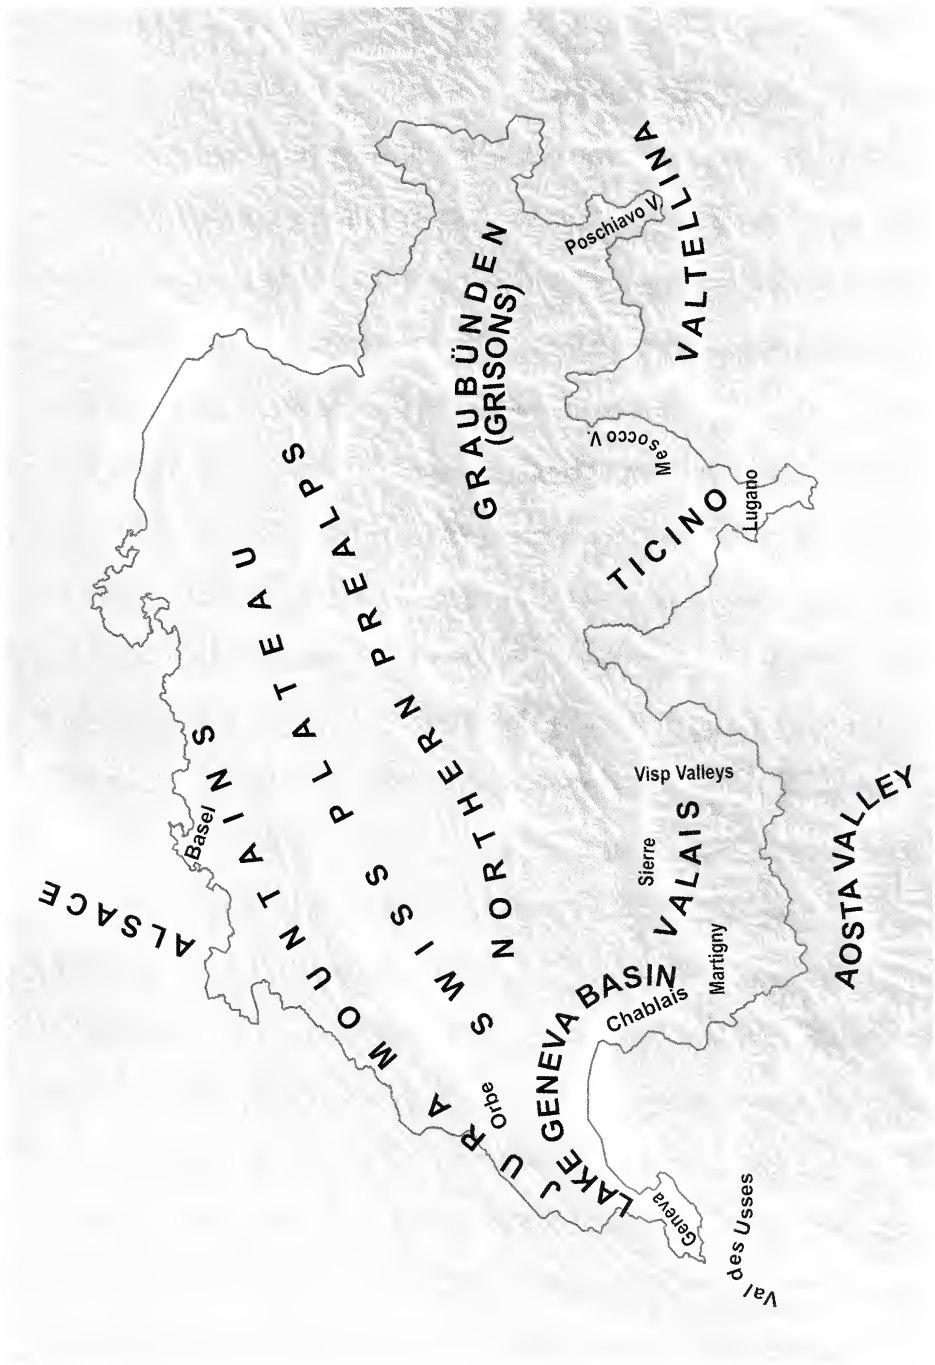 ALSACE
Basel
JURA MOUNTAINS
SWISS PLATEAU
NORTHERN PREALPS
GRAUBÜNDEN
(GRISONS)
Orbe
LAKE GENEVA BASIN
Chablais
Geneva
Val des Usses
Sierre
VALAIS
Visp Valleys
Martigny
AOSTA VALLEY
TICINO
Mesocco V.
Lugano
Poschiavo V.
VALTELLINA